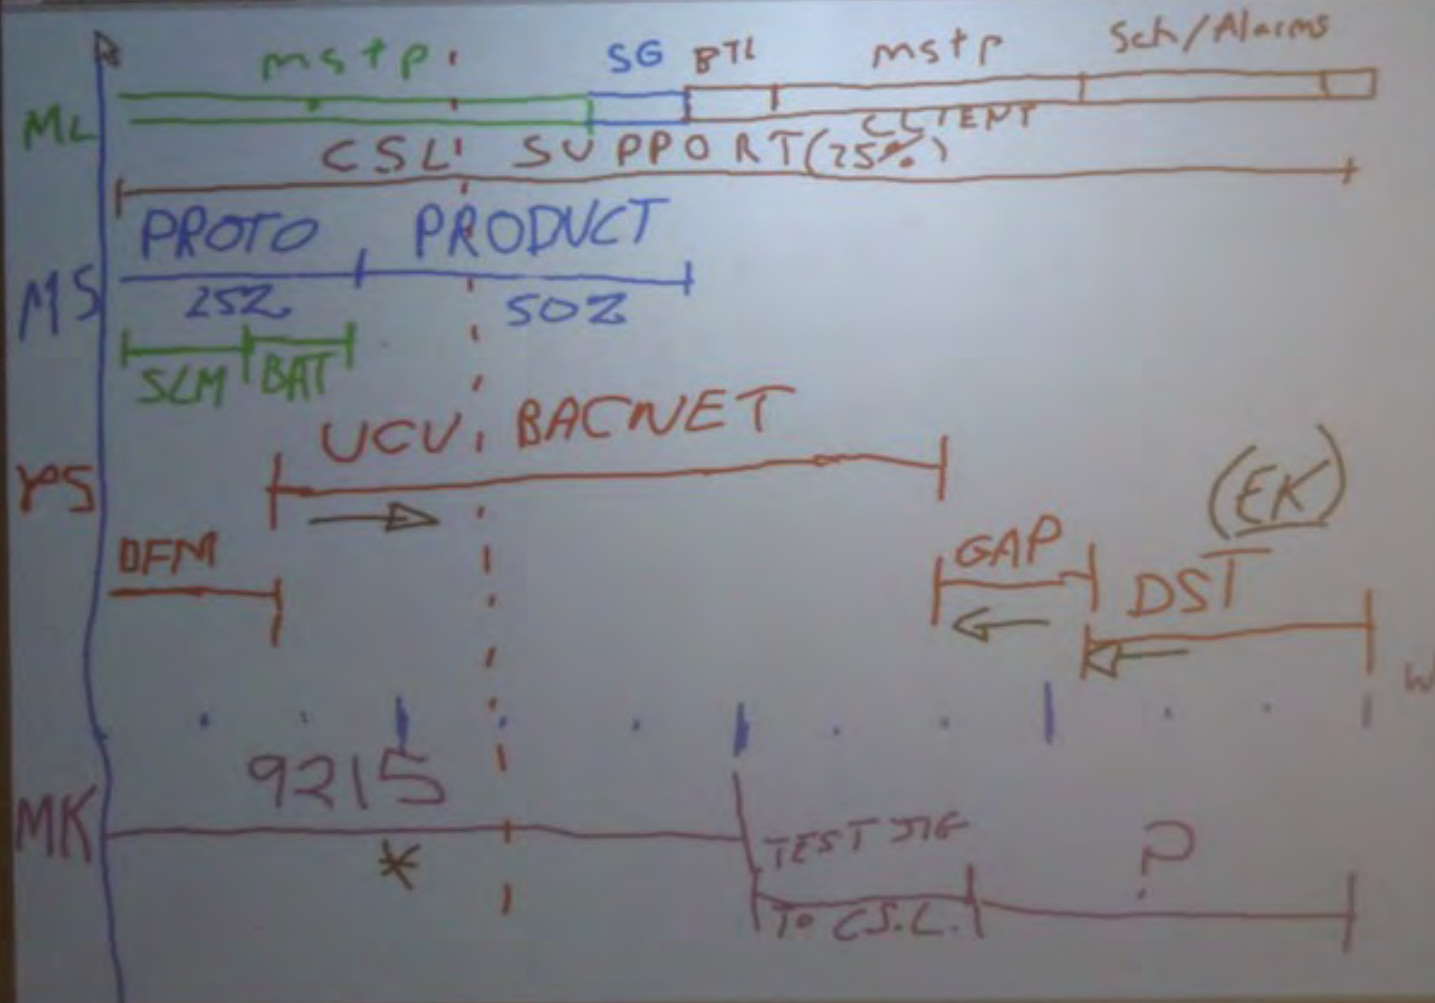 mstp SG BTL mstp Sch/Alarms
ML
CLIENT
CSL SUPPORT (25%)
PROTO PRODUCT
MS
25% 50%
SLM BAT
UCV BACNET
YS
(EK)
DFM GAP DST
9215
MK
TEST JIG
?
TO C.S.L.